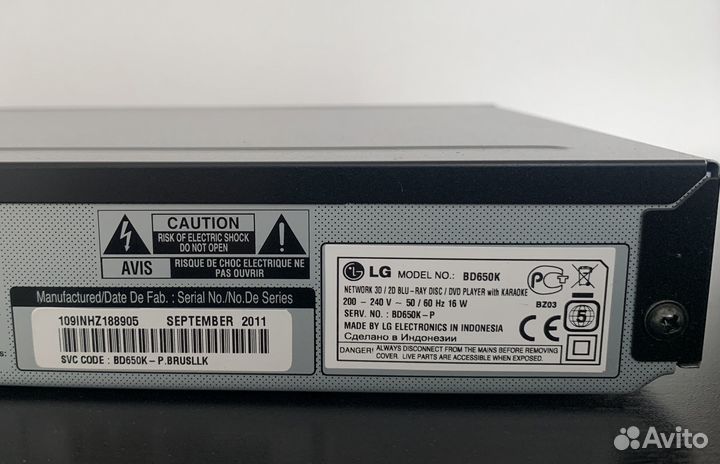 CAUTION
RISK OF ELECTRIC SHOCK
DO NOT OPEN
AVIS
RISQUE DE CHOC ELECTRIQUE NE
PAS OUVRIR
Manufactured/Date De Fab. : Serial No./No.De Series
109INHZ188905 SEPTEMBER 2011
SVC CODE : BD650K-P.BRUSLLK
LG MODEL NO.: BD650K
NETWORK 3D / 2D BLU-RAY DISC / DVD PLAYER with KARAOKE
200 - 240 V ~ 50 / 60 Hz 16 W
SERV. NO. : BD650K-P
MADE BY LG ELECTRONICS IN INDONESIA
Сделано в Индонезии
BZ03
5
DANGER: ALWAYS DISCONNECT FROM THE MAINS BEFORE REMOVING
COVER. LIVE PARTS ARE ACCESSIBLE WHEN EXPOSED.
Avito